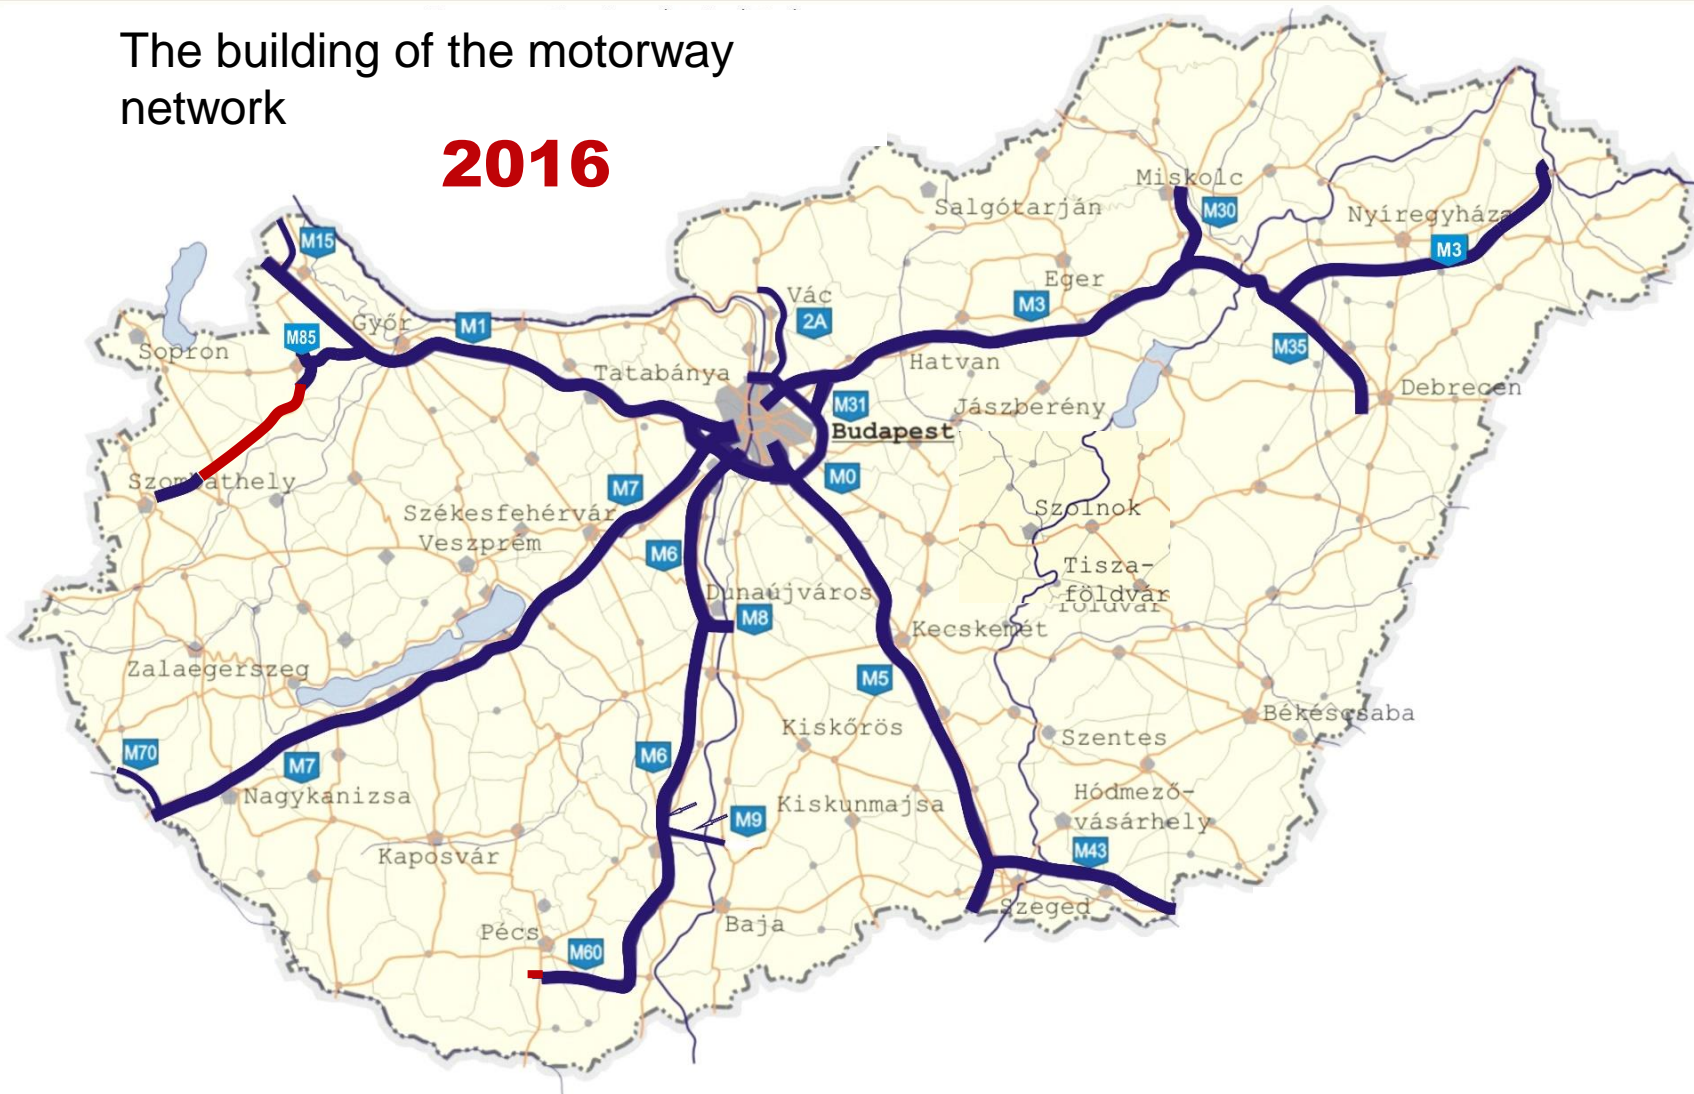 The building of the motorway
network
2016
Miskolc
M30
Salgótarján
Nyíregyháza
M15
M3
Eger
Vác
M3
2A
Győr
M1
M85
Sopron
M35
Hatvan
Tatabánya
Debrecen
M31
Jászberény
Budapest
M0
Szombathely
M7
Székesfehérvár
Szolnok
Veszprém
M6
Tisza-
földvár
földvár
Dunaújváros
M8
Kecskemét
Zalaegerszeg
M5
Békéscsaba
Kiskőrös
Szentes
M70
M6
M7
Nagykanizsa
Hódmező-
vásárhely
Kiskunmajsa
M9
M43
Kaposvár
Szeged
Baja
Pécs
M60